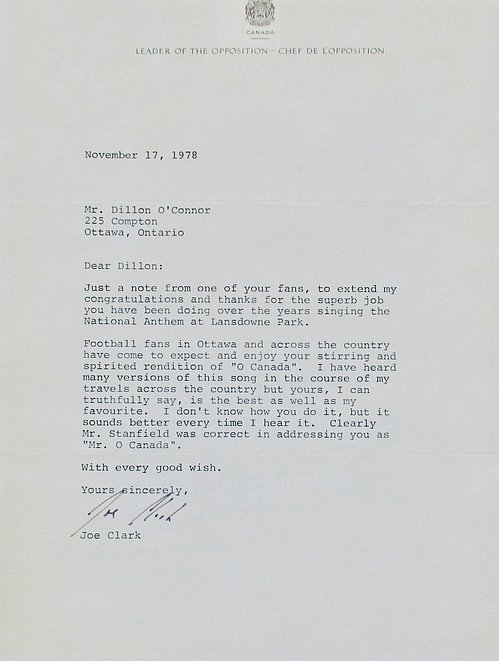 CANADA
LEADER OF THE OPPOSITION – CHEF DE L'OPPOSITION
November 17, 1978
Mr. Dillon O'Connor
225 Compton
Ottawa, Ontario
Dear Dillon:
Just a note from one of your fans, to extend my
congratulations and thanks for the superb job
you have been doing over the years singing the
National Anthem at Lansdowne Park.
Football fans in Ottawa and across the country
have come to expect and enjoy your stirring and
spirited rendition of "O Canada". I have heard
many versions of this song in the course of my
travels across the country but yours, I can
truthfully say, is the best as well as my
favourite. I don't know how you do it, but it
sounds better every time I hear it. Clearly
Mr. Stanfield was correct in addressing you as
"Mr. O Canada".
With every good wish.
Yours sincerely,
Joe Clark
Joe Clark